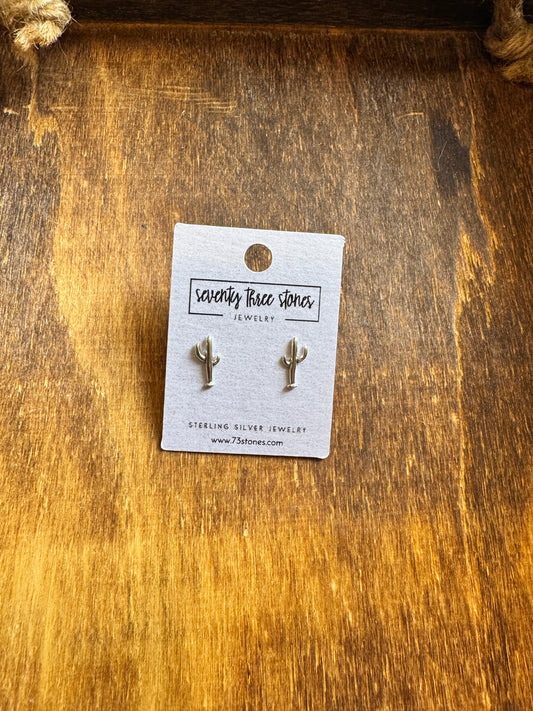 seventy three stones
JEWELRY
STERLING SILVER JEWELRY
www.73stones.com